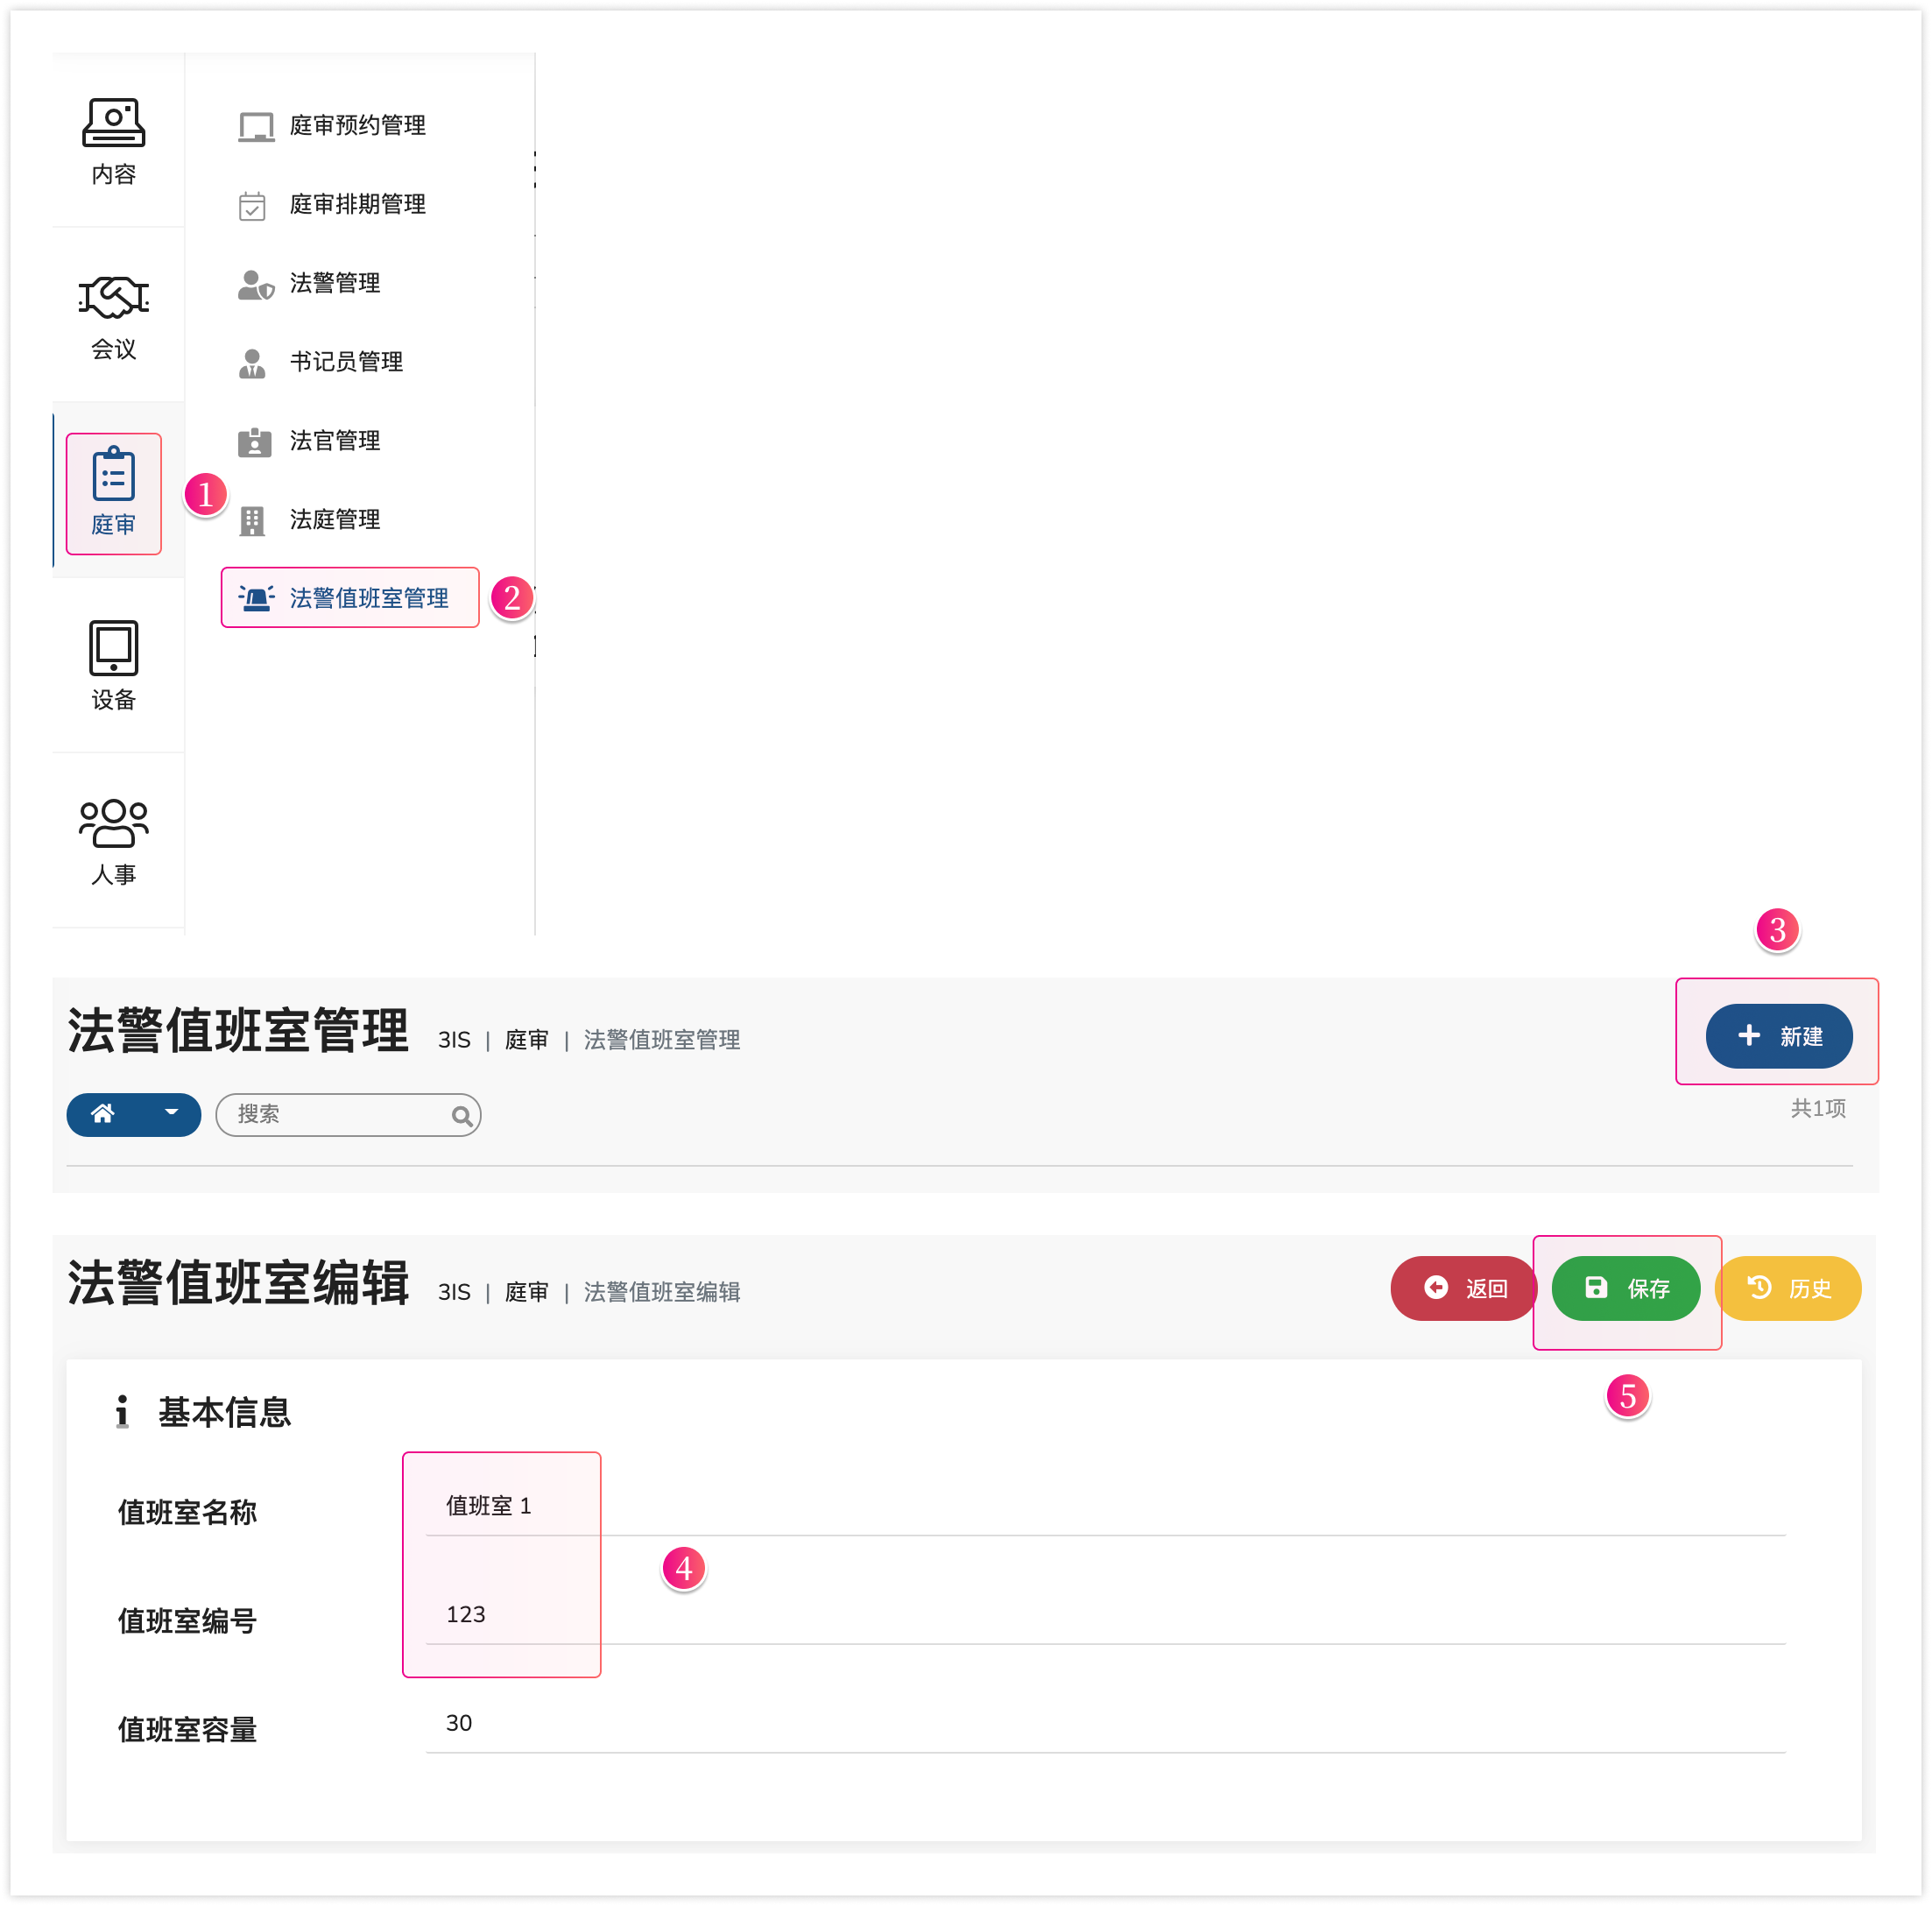 内容
会议
庭审
设备
人事
庭审预约管理
庭审排期管理
法警管理
书记员管理
法官管理
法庭管理
法警值班室管理
1
2
3
法警值班室管理 3IS | 庭审 | 法警值班室管理
新建
搜索
共1项
法警值班室编辑 3IS | 庭审 | 法警值班室编辑
返回 保存 历史
5
基本信息
值班室名称 值班室 1
4
值班室编号 123
值班室容量 30